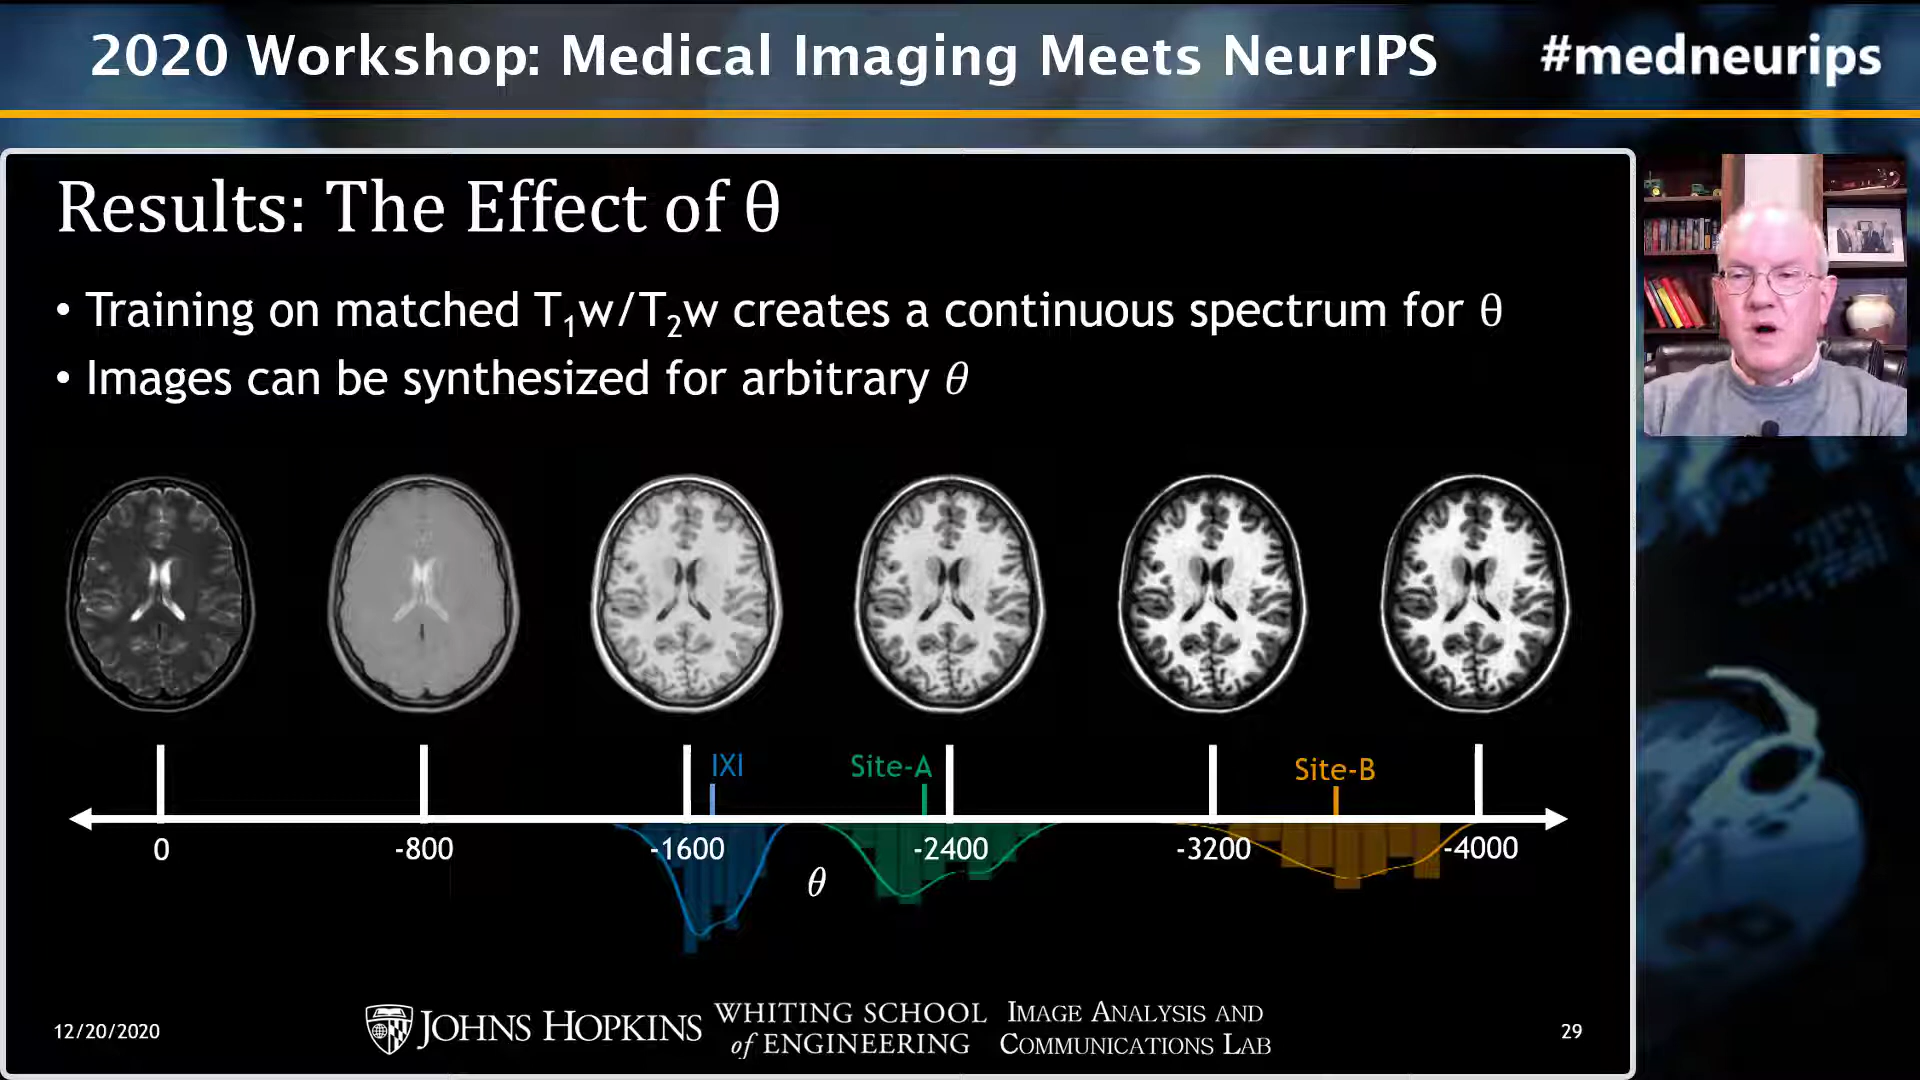 2020 Workshop: Medical Imaging Meets NeurIPS
#medneurips
Results: The Effect of θ
• Training on matched T₁w/T₂w creates a continuous spectrum for θ
• Images can be synthesized for arbitrary θ
IXI
Site-A
Site-B
0
-800
-1600
-2400
-3200
-4000
θ
12/20/2020
JOHNS HOPKINS
WHITING SCHOOL
of ENGINEERING
IMAGE ANALYSIS AND
COMMUNICATIONS LAB
29